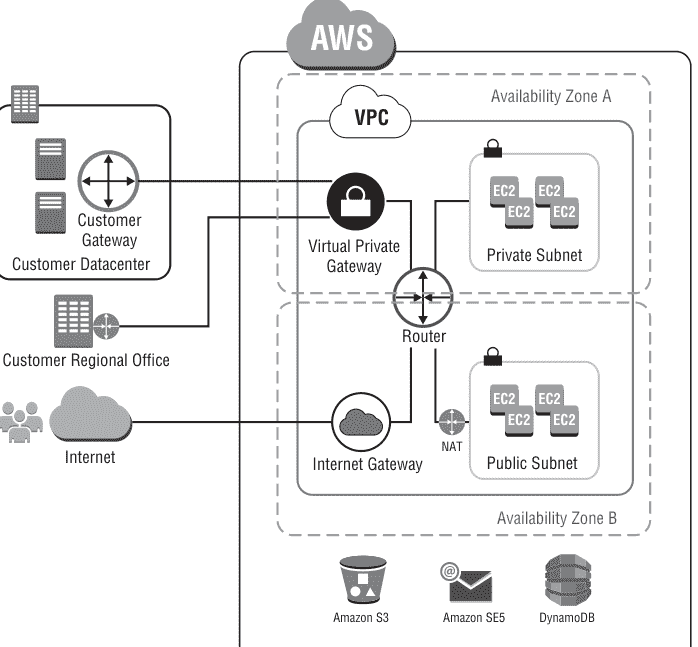 AWS
Availability Zone A
VPC
EC2 EC2
EC2 EC2
Private Subnet
Customer
Gateway
Customer Datacenter
Virtual Private
Gateway
Router
Customer Regional Office
EC2 EC2
EC2 EC2
Public Subnet
NAT
Internet
Internet Gateway
Availability Zone B
@
Amazon S3
Amazon SE5
DynamoDB